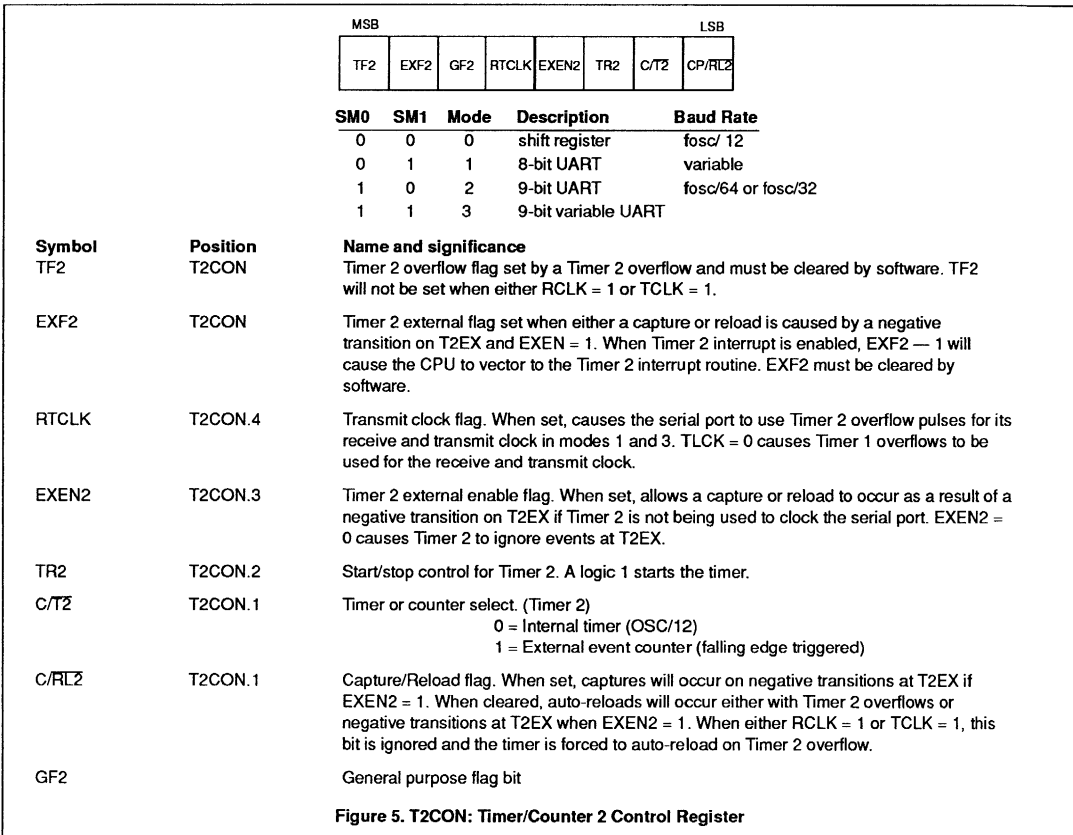 MSB LSB
TF2 EXF2 GF2 RTCLK EXEN2 TR2 C/T2 CP/RL2
SM0 SM1 Mode Description Baud Rate
0 0 0 shift register fosc/ 12
0 1 1 8-bit UART variable
1 0 2 9-bit UART fosc/64 or fosc/32
1 1 3 9-bit variable UART
Symbol Position Name and significance
TF2 T2CON Timer 2 overflow flag set by a Timer 2 overflow and must be cleared by software. TF2
will not be set when either RCLK = 1 or TCLK = 1.
EXF2 T2CON Timer 2 external flag set when either a capture or reload is caused by a negative
transition on T2EX and EXEN = 1. When Timer 2 interrupt is enabled, EXF2 — 1 will
cause the CPU to vector to the Timer 2 interrupt routine. EXF2 must be cleared by
software.
RTCLK T2CON.4 Transmit clock flag. When set, causes the serial port to use Timer 2 overflow pulses for its
receive and transmit clock in modes 1 and 3. TLCK = 0 causes Timer 1 overflows to be
used for the receive and transmit clock.
EXEN2 T2CON.3 Timer 2 external enable flag. When set, allows a capture or reload to occur as a result of a
negative transition on T2EX if Timer 2 is not being used to clock the serial port. EXEN2 =
0 causes Timer 2 to ignore events at T2EX.
TR2 T2CON.2 Start/stop control for Timer 2. A logic 1 starts the timer.
C/T2 T2CON.1 Timer or counter select. (Timer 2)
0 = Internal timer (OSC/12)
1 = External event counter (falling edge triggered)
C/RL2 T2CON.1 Capture/Reload flag. When set, captures will occur on negative transitions at T2EX if
EXEN2 = 1. When cleared, auto-reloads will occur either with Timer 2 overflows or
negative transitions at T2EX when EXEN2 = 1. When either RCLK = 1 or TCLK = 1, this
bit is ignored and the timer is forced to auto-reload on Timer 2 overflow.
GF2 General purpose flag bit
Figure 5. T2CON: Timer/Counter 2 Control Register